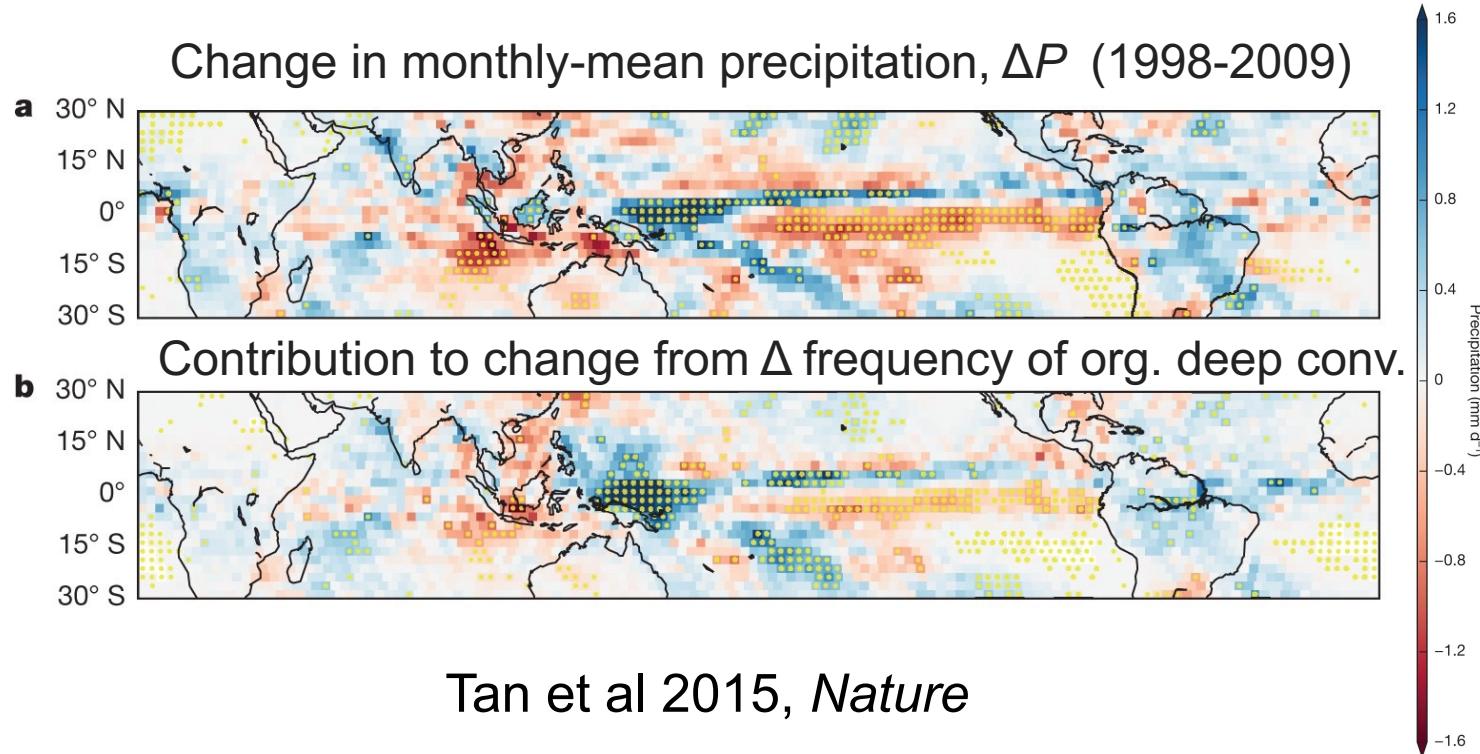 Change in monthly-mean precipitation, ΔP (1998-2009)
a
30° N
15° N
0°
15° S
30° S
Contribution to change from Δ frequency of org. deep conv.
b
30° N
15° N
0°
15° S
30° S
1.6
1.2
0.8
0.4
0
−0.4
−0.8
−1.2
−1.6
Precipitation (mm d⁻¹)
Tan et al 2015, Nature